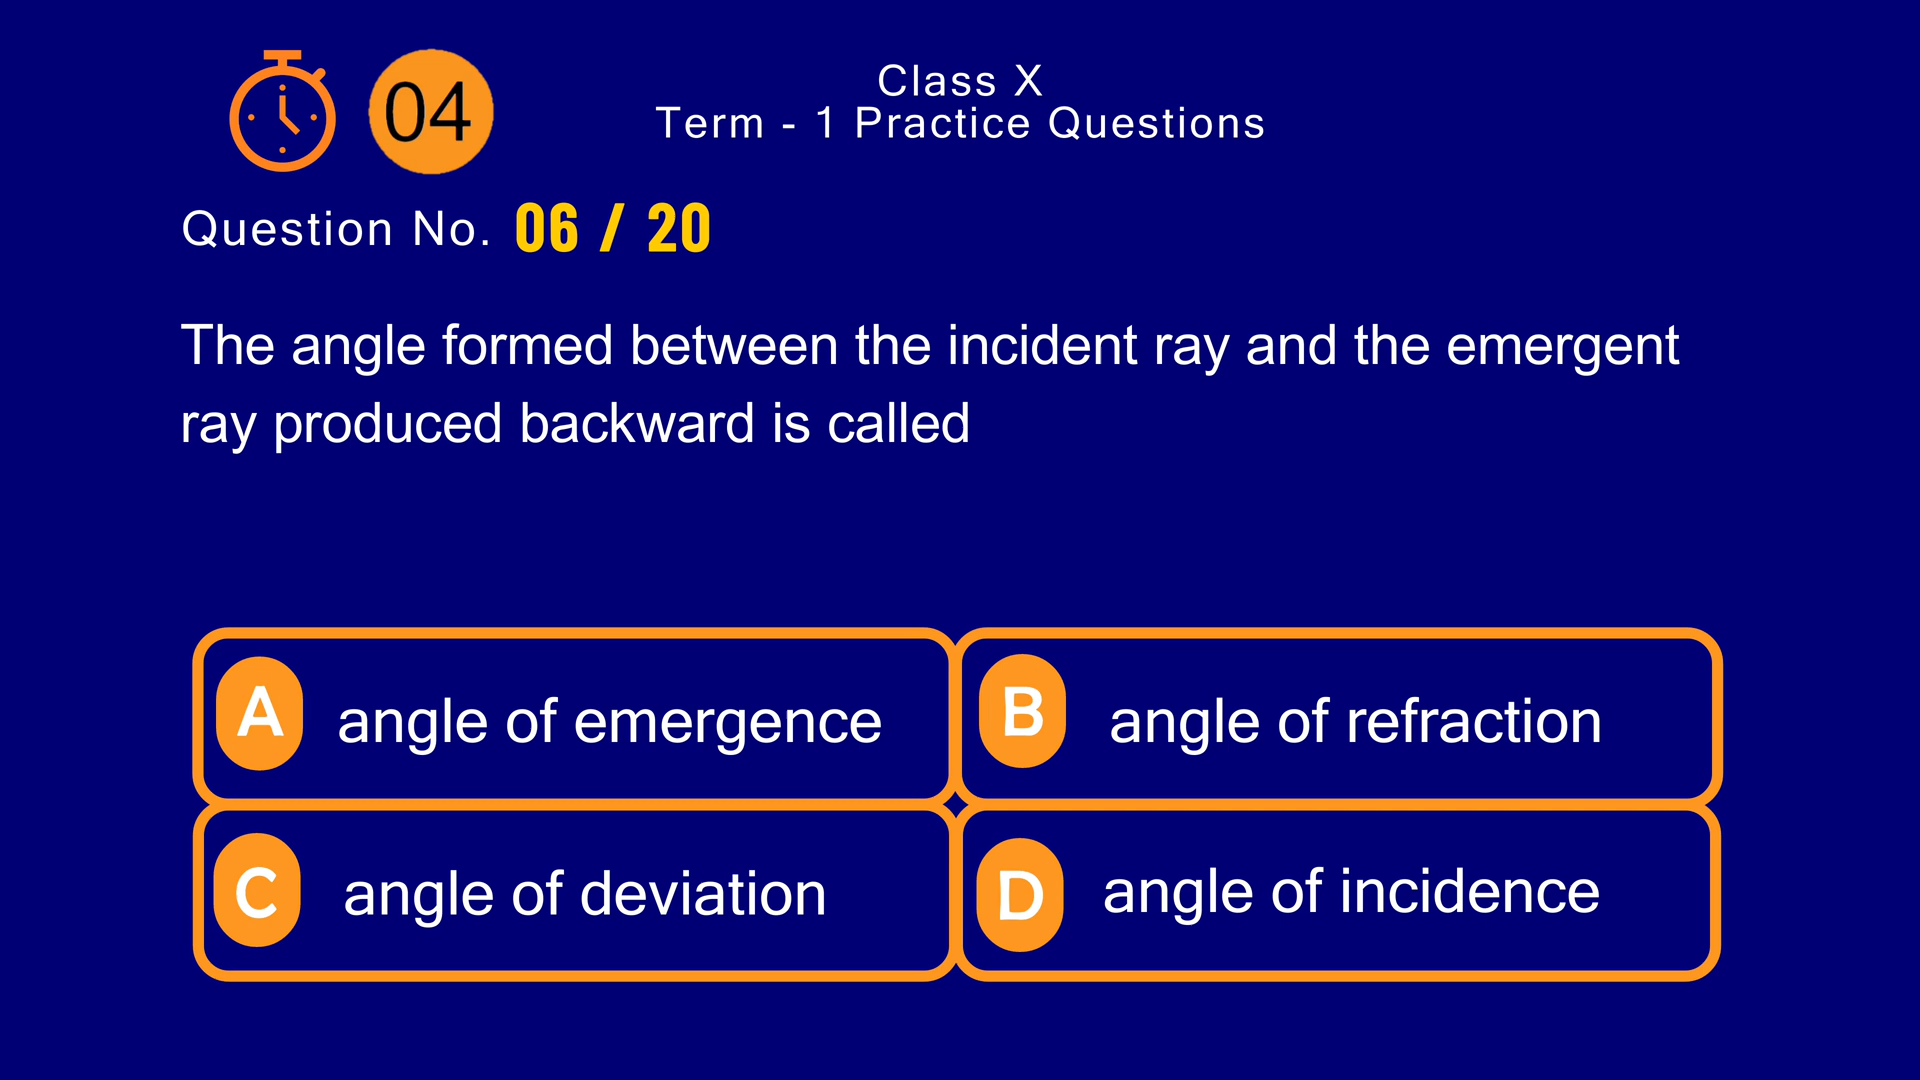 04
Class X
Term - 1 Practice Questions
Question No. 06 / 20
The angle formed between the incident ray and the emergent
ray produced backward is called
A angle of emergence
B angle of refraction
C angle of deviation
D angle of incidence